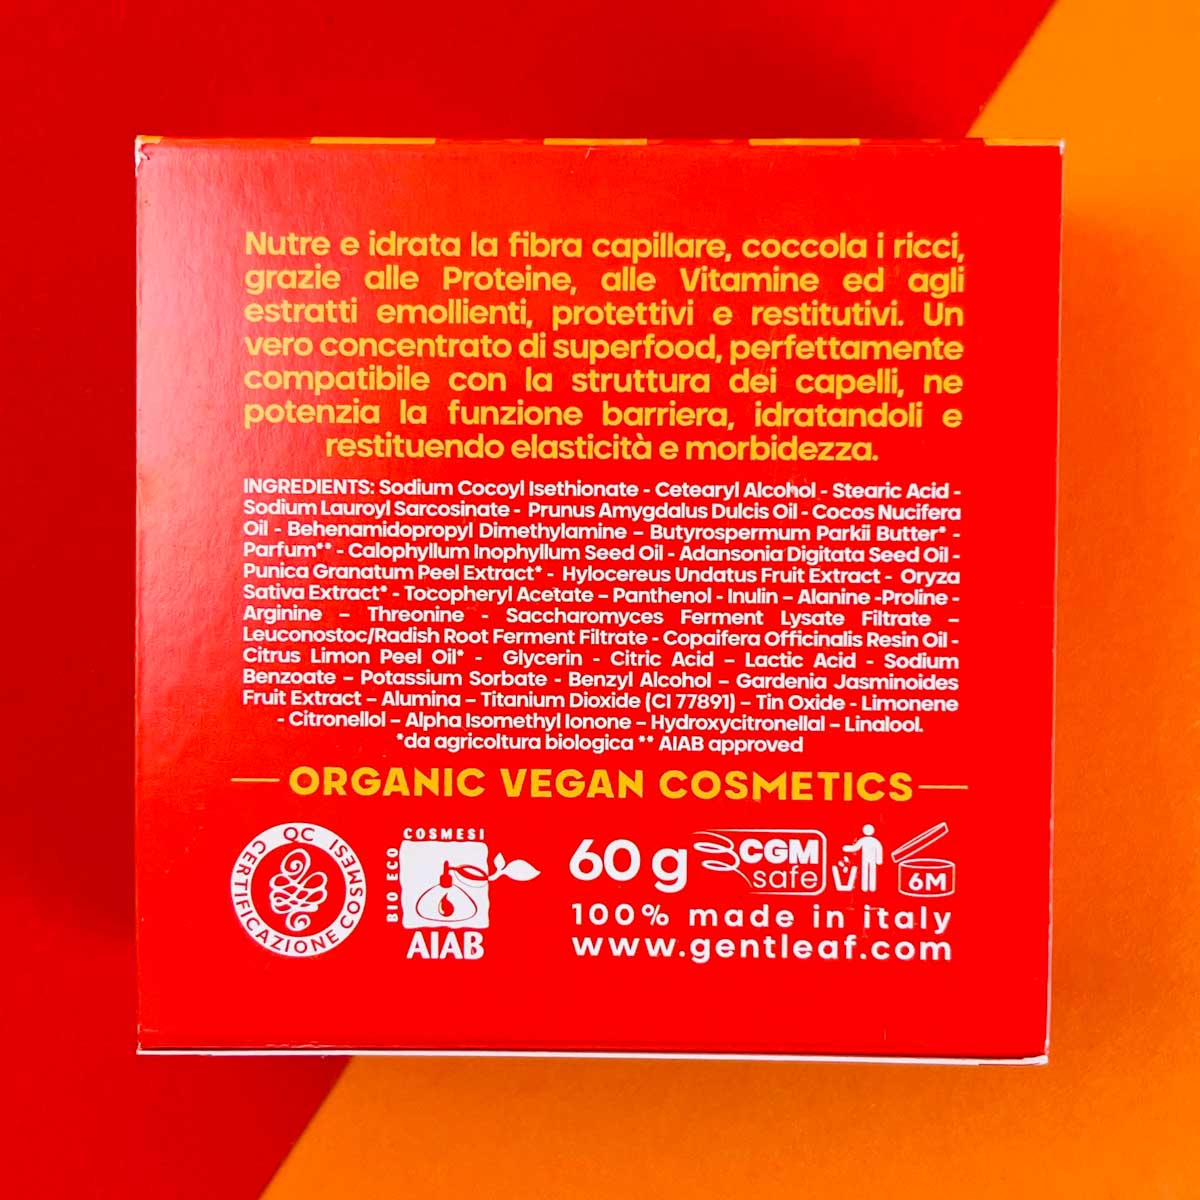 Nutre e idrata la fibra capillare, coccola i ricci,
grazie alle Proteine, alle Vitamine ed agli
estratti emollienti, protettivi e restitutivi. Un
vero concentrato di superfood, perfettamente
compatibile con la struttura dei capelli, ne
potenzia la funzione barriera, idratandoli e
restituendo elasticità e morbidezza.
INGREDIENTS: Sodium Cocoyl Isethionate - Cetearyl Alcohol - Stearic Acid -
Sodium Lauroyl Sarcosinate - Prunus Amygdalus Dulcis Oil - Cocos Nucifera
Oil - Behenamidopropyl Dimethylamine – Butyrospermum Parkii Butter* -
Parfum** - Calophyllum Inophyllum Seed Oil - Adansonia Digitata Seed Oil -
Punica Granatum Peel Extract* - Hylocereus Undatus Fruit Extract - Oryza
Sativa Extract* - Tocopheryl Acetate – Panthenol - Inulin – Alanine -Proline -
Arginine – Threonine - Saccharomyces Ferment Lysate Filtrate –
Leuconostoc/Radish Root Ferment Filtrate - Copaifera Officinalis Resin Oil -
Citrus Limon Peel Oil* - Glycerin - Citric Acid – Lactic Acid - Sodium
Benzoate – Potassium Sorbate - Benzyl Alcohol – Gardenia Jasminoides
Fruit Extract – Alumina – Titanium Dioxide (CI 77891) – Tin Oxide - Limonene
- Citronellol – Alpha Isomethyl Ionone – Hydroxycitronellal – Linalool.
*da agricoltura biologica ** AIAB approved
ORGANIC VEGAN COSMETICS
QC CERTIFICAZIONE COSMESI
BIO ECO COSMESI
AIAB
60 g
CGM
safe
6M
100% made in italy
www.gentleaf.com